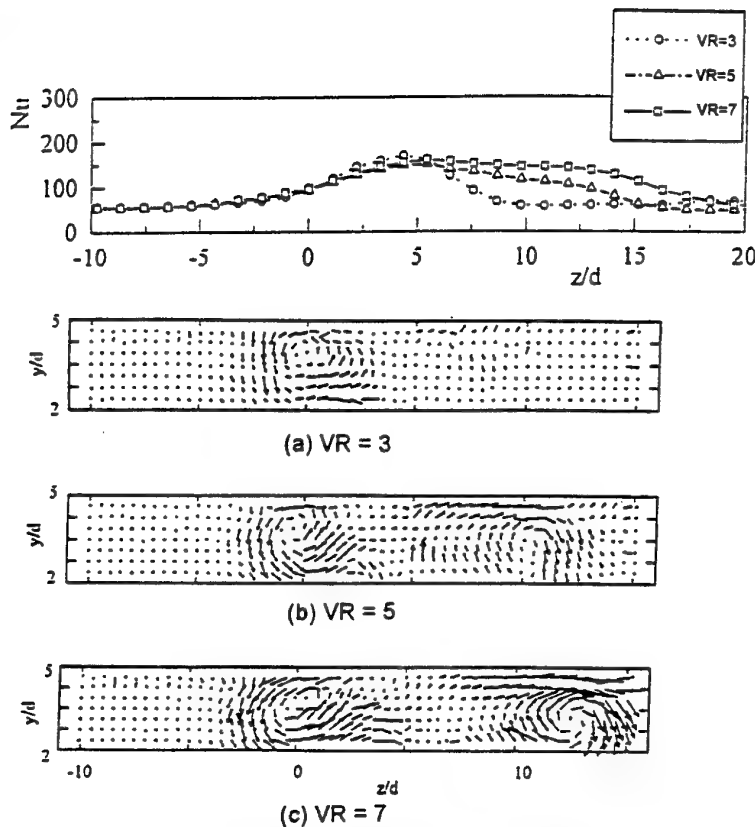 VR=3
VR=5
VR=7
Nu
300
200
100
0
-10 -5 0 5 10 15 20
z/d
y/d
5
2
(a) VR = 3
y/d
5
2
(b) VR = 5
y/d
5
2
-10 0 10
z/d
(c) VR = 7